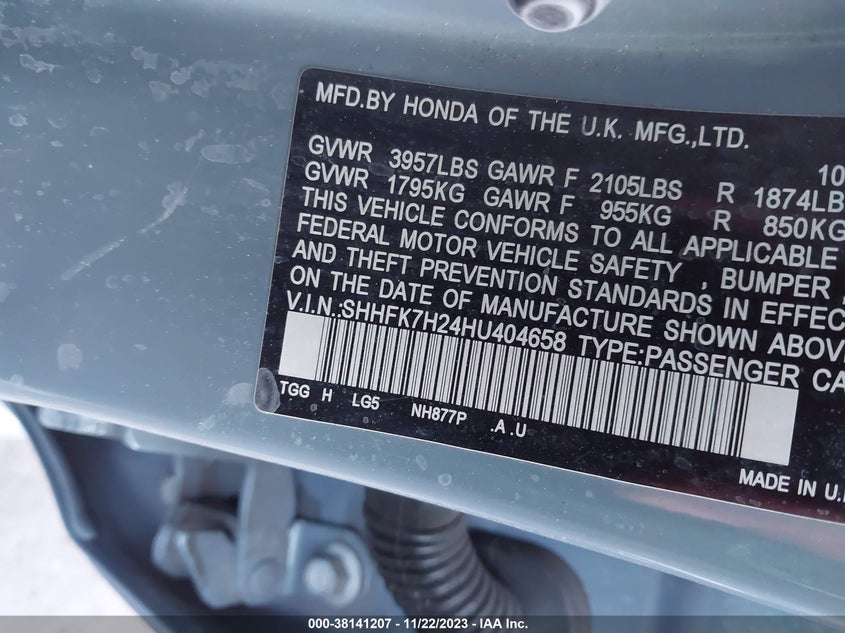 MFD.BY HONDA OF THE U.K. MFG.,LTD.
10
GVWR 3957LBS GAWR F 2105LBS R 1874LB
GVWR 1795KG GAWR F 955KG R 850KG
THIS VEHICLE CONFORMS TO ALL APPLICABLE
FEDERAL MOTOR VEHICLE SAFETY , BUMPER ,
AND THEFT PREVENTION STANDARDS IN EFFEC
ON THE DATE OF MANUFACTURE SHOWN ABOVE
V.I.N.:SHHFK7H24HU404658 TYPE:PASSENGER CA
TGG H LG5 NH877P .A.U
MADE IN U.
000-38141207 - 11/22/2023 - IAA Inc.